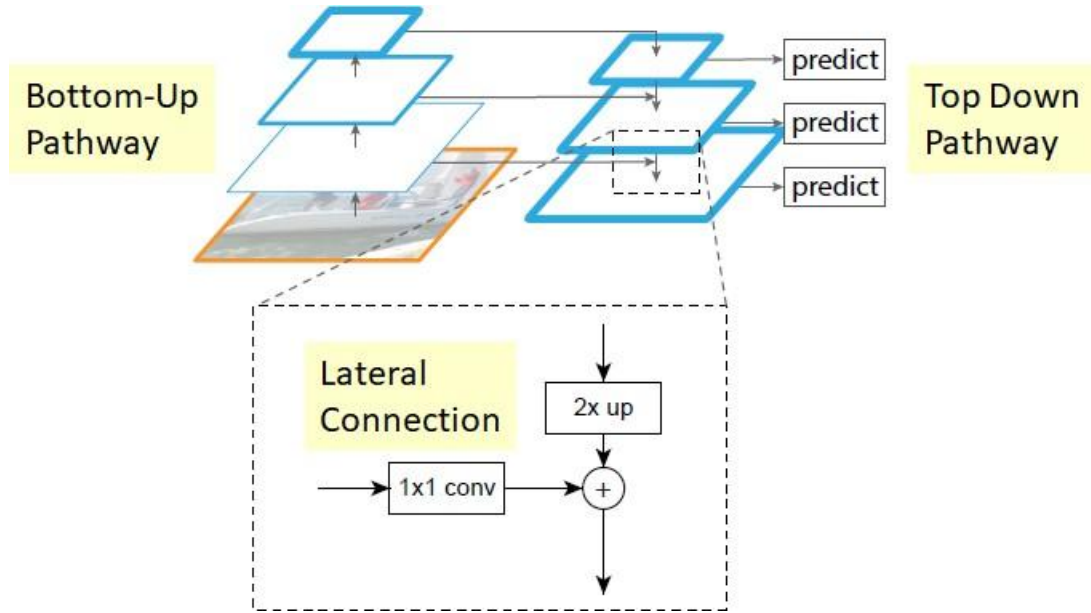 Bottom-Up
Pathway
predict
predict
predict
Top Down
Pathway
Lateral
Connection
2x up
1x1 conv
+